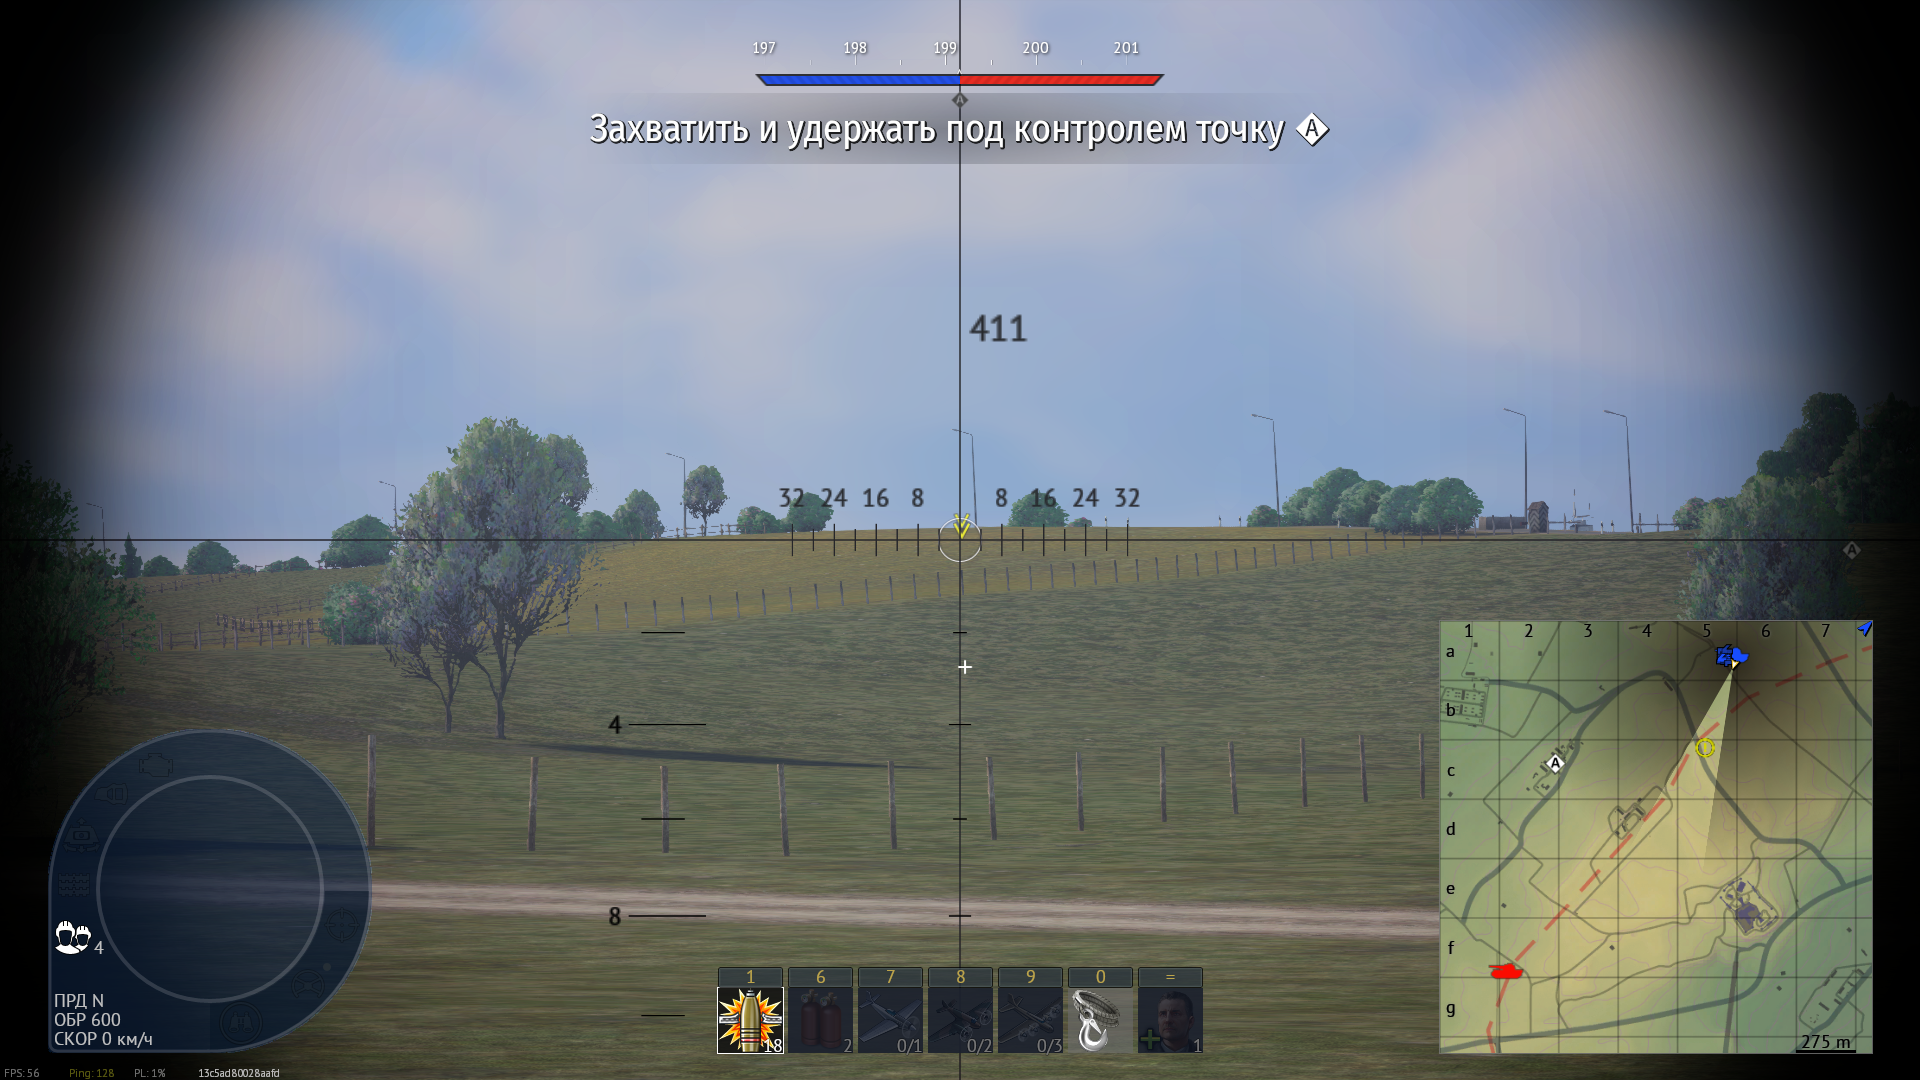 197 198 199 200 201
A
Захватить и удержать под контролем точку A
411
32 24 16 8 8 16 24 32
A
4
8
4
ПРД N
ОБР 600
СКОР 0 км/ч
1 6 7 8 9 0 =
18 2 0/1 0/2 0/3 1
1 2 3 4 5 6 7
a
b
c
A
d
e
f
g
275 m
FPS: 56 Ping: 128 PL: 1% 13c5ad80028aafd